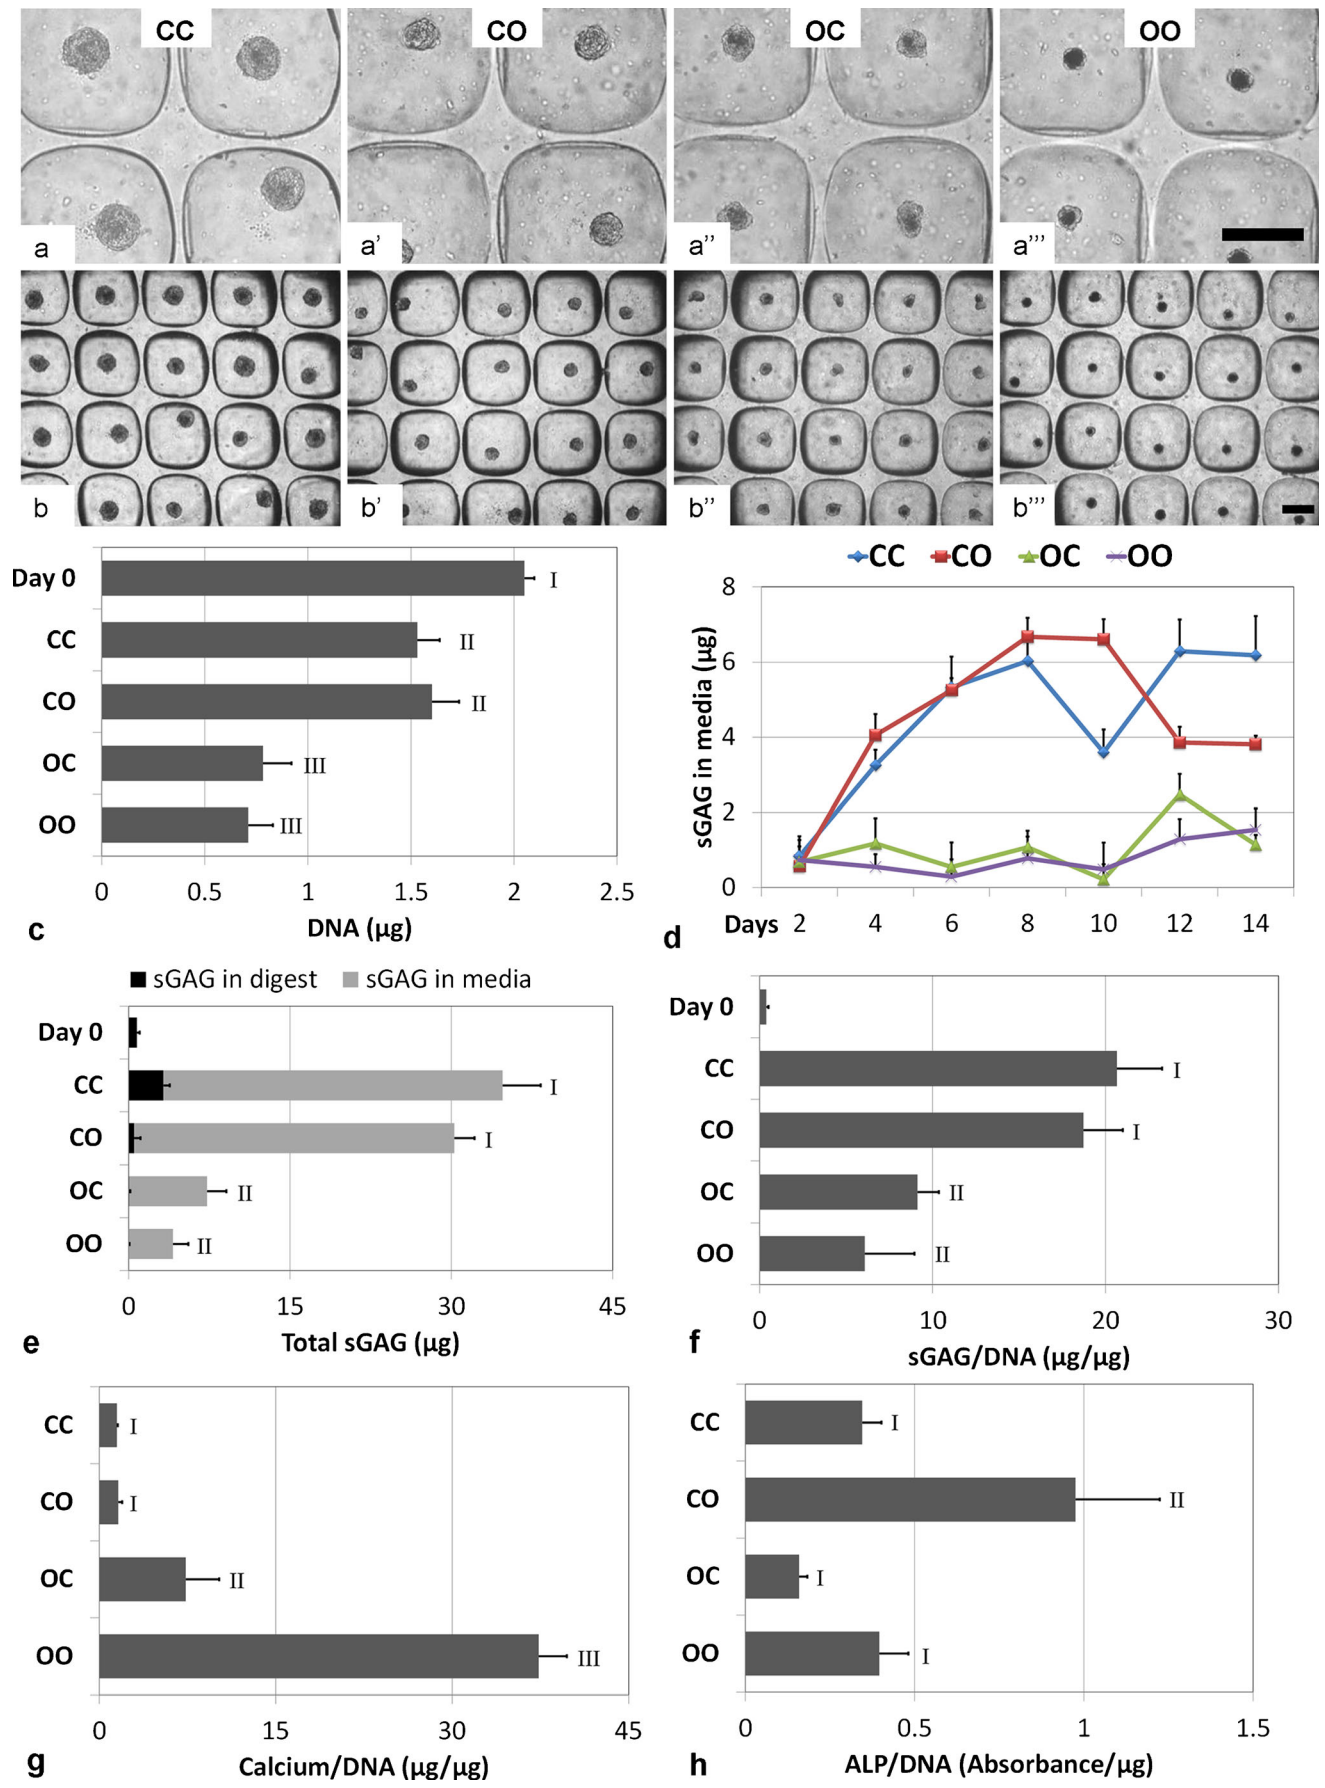 CC CO OC OO
a a' a'' a'''
b b' b'' b'''
Day 0 I
CC II
CO II
OC III
OO III
0 0.5 1 1.5 2 2.5
DNA (µg)
c
CC CO OC OO
8
6
4
2
0
sGAG in media (µg)
Days 2 4 6 8 10 12 14
d
sGAG in digest sGAG in media
Day 0
CC I
CO I
OC II
OO II
0 15 30 45
Total sGAG (µg)
e
Day 0
CC I
CO I
OC II
OO II
0 10 20 30
sGAG/DNA (µg/µg)
f
CC I
CO I
OC II
OO III
0 15 30 45
Calcium/DNA (µg/µg)
g
CC I
CO II
OC I
OO I
0 0.5 1 1.5
ALP/DNA (Absorbance/µg)
h